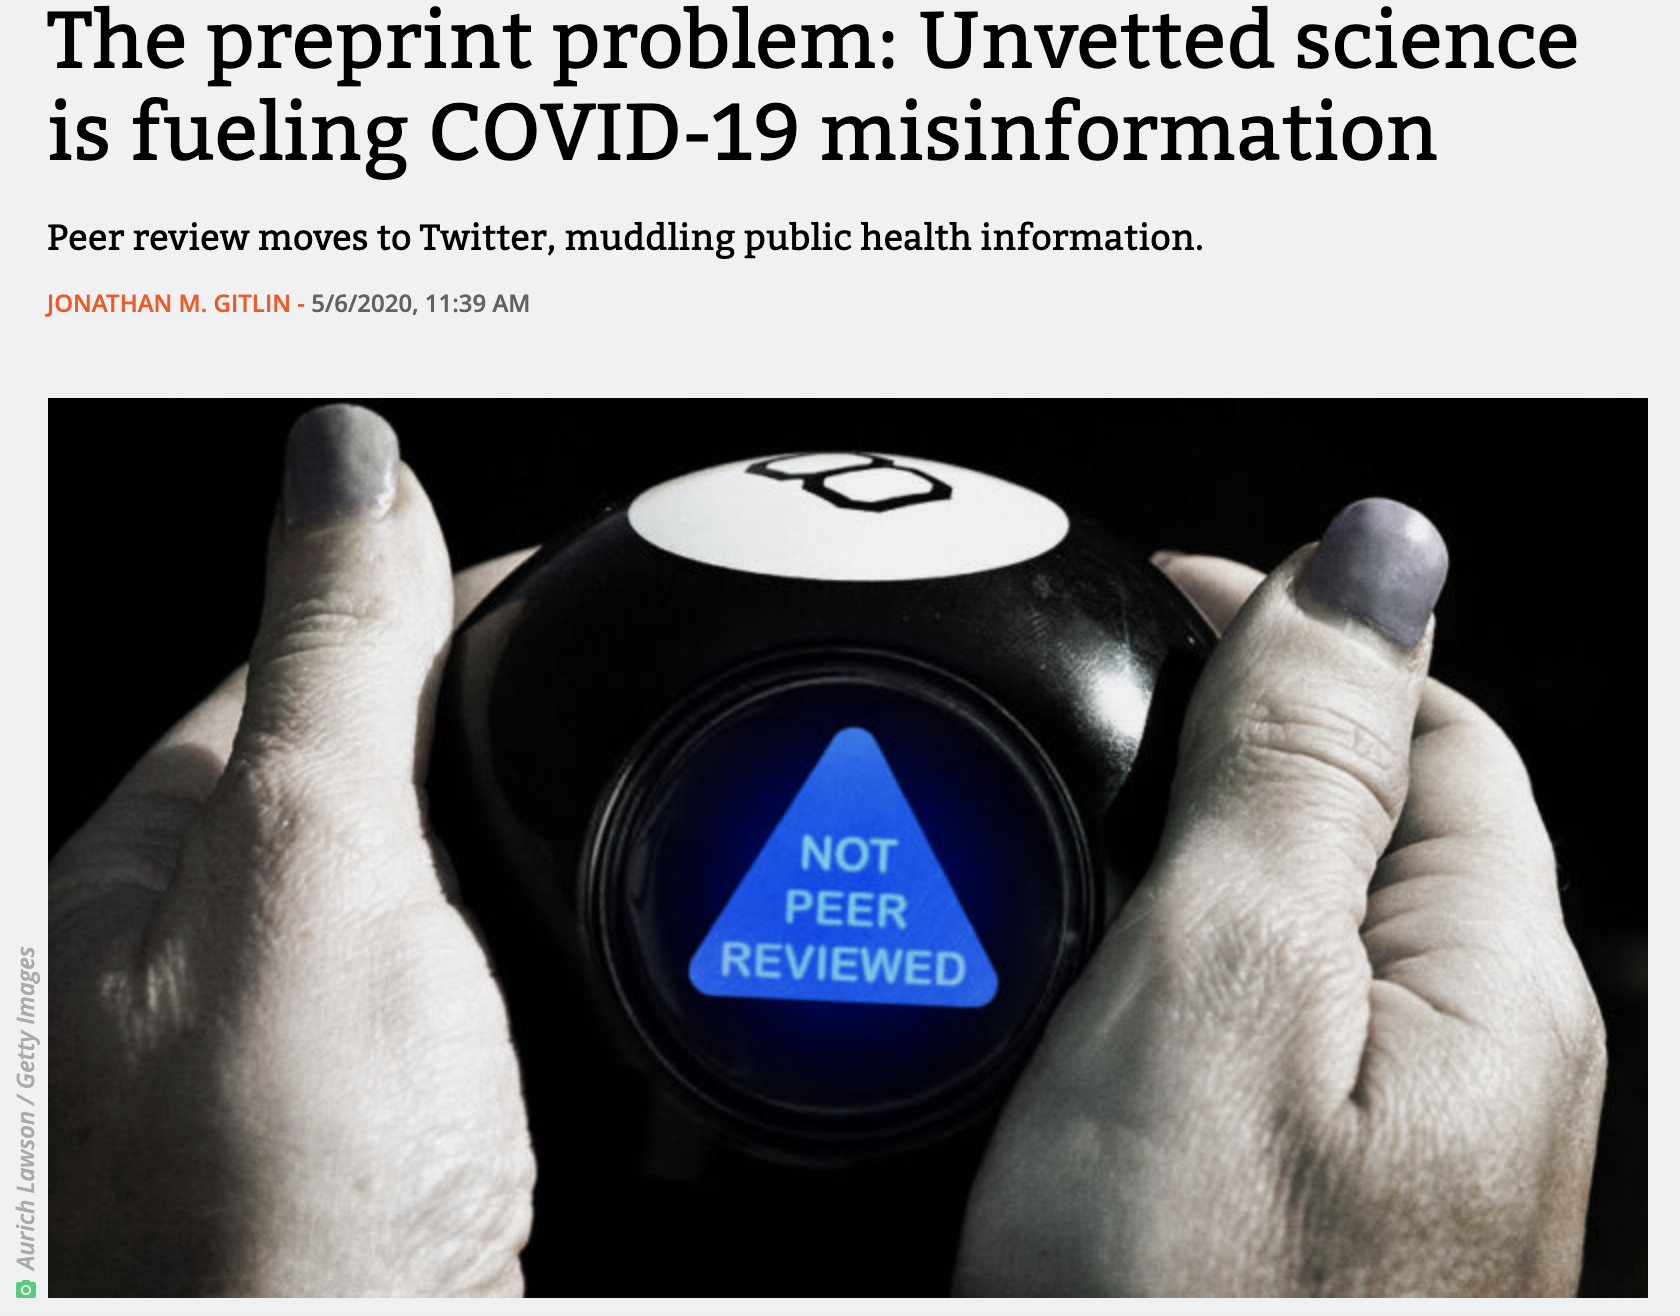 The preprint problem: Unvetted science
is fueling COVID-19 misinformation
Peer review moves to Twitter, muddling public health information.
JONATHAN M. GITLIN - 5/6/2020, 11:39 AM
8
NOT
PEER
REVIEWED
Aurich Lawson / Getty Images